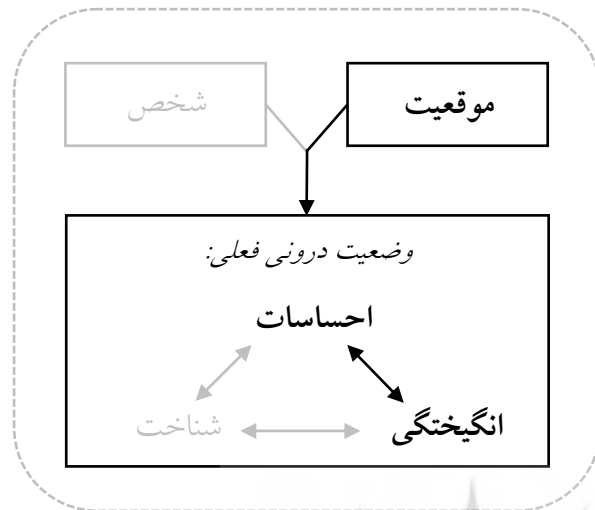 موقعیت
شخص
وضعیت درونی فعلی:
احساسات
انگیختگی
شناخت